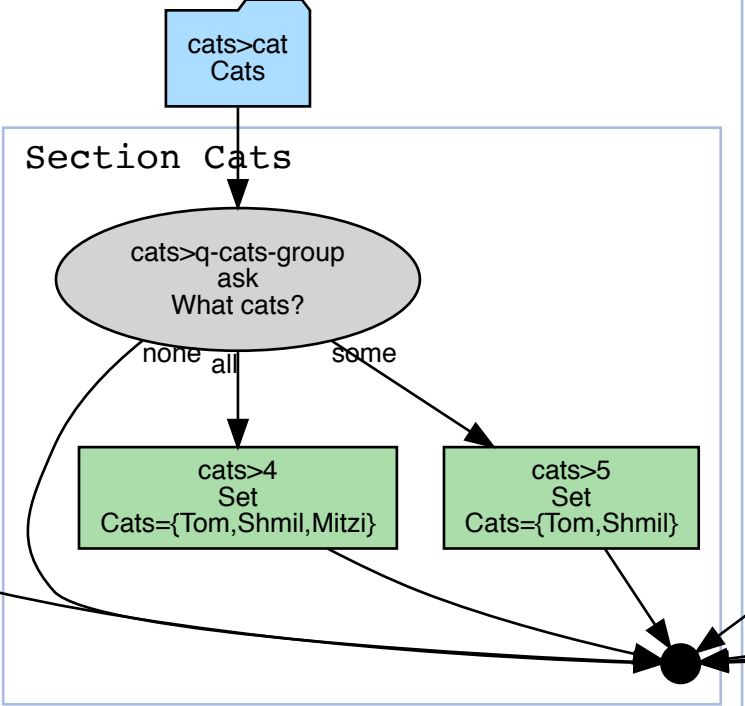 cats>cat
Cats
Section Cats
cats>q-cats-group
ask
What cats?
none
all
some
cats>4
Set
Cats={Tom,Shmil,Mitzi}
cats>5
Set
Cats={Tom,Shmil}